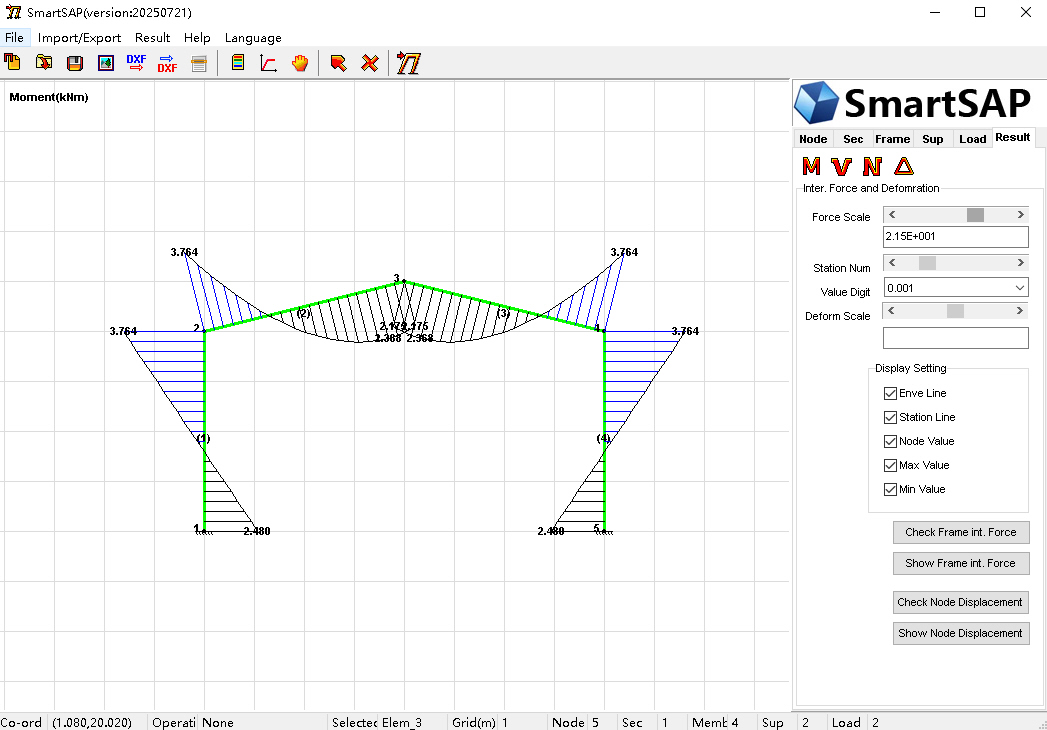 SmartSAP(version:20250721)
File Import/Export Result Help Language
DXF DXF
Moment(kNm)
SmartSAP
Node Sec Frame Sup Load Result
M V N
Inter. Force and Defomration
Force Scale
2.15E+001
Station Num
Value Digit 0.001
Deform Scale
Display Setting
Enve Line
Station Line
Node Value
Max Value
Min Value
Check Frame int. Force
Show Frame int. Force
Check Node Displacement
Show Node Displacement
3.764 3.764
3
(2) (3)
3.764 2 2.175 2.175 4 3.764
2.368 2.368
(1) (4)
1 2.480 2.480 5
Co-ord (1.080,20.020) Operati None Selected Elem_3 Grid(m) 1 Node 5 Sec 1 Memb 4 Sup 2 Load 2